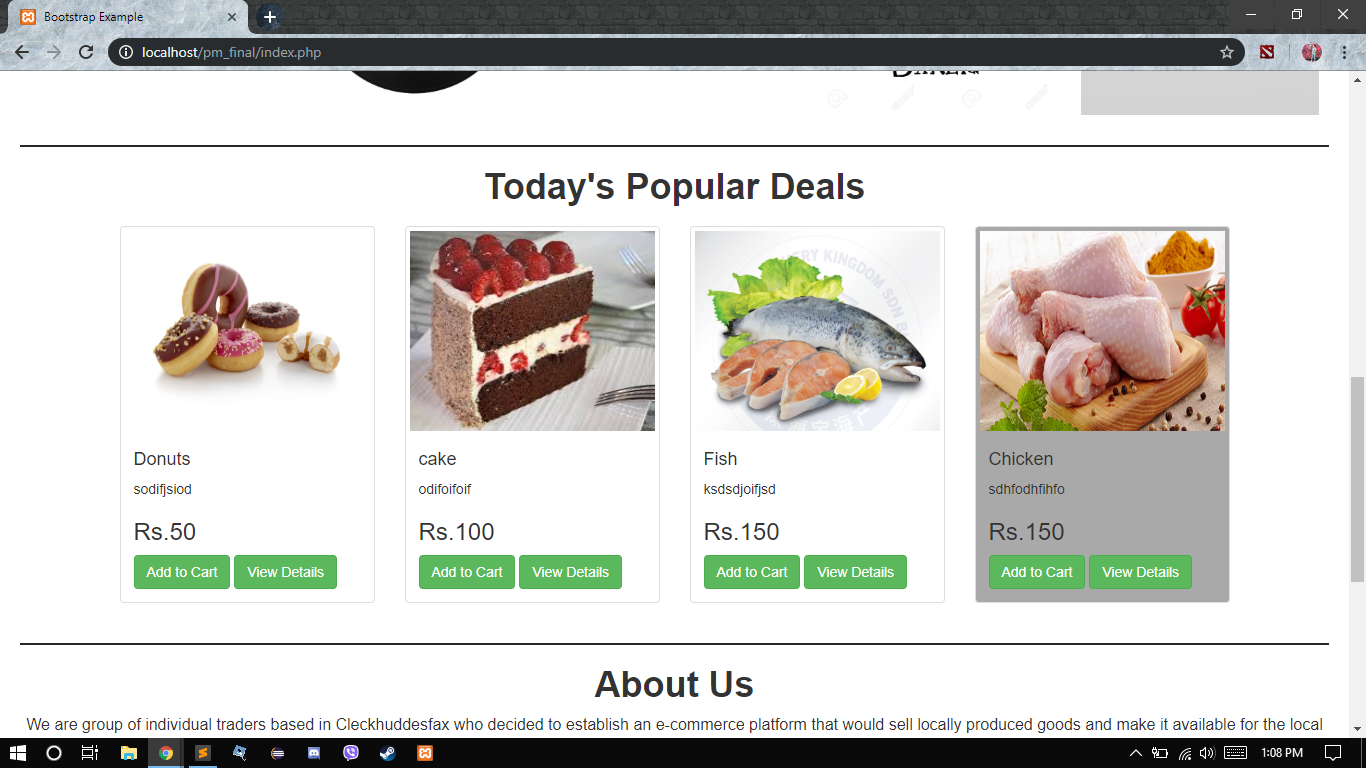 Bootstrap Example
localhost/pm_final/index.php
Today's Popular Deals
Donuts
sodifjsiod
Rs.50
Add to Cart View Details
cake
odifoifoif
Rs.100
Add to Cart View Details
Fish
ksdsdjoifjsd
Rs.150
Add to Cart View Details
Chicken
sdhfodhfihfo
Rs.150
Add to Cart View Details
About Us
We are group of individual traders based in Cleckhuddesfax who decided to establish an e-commerce platform that would sell locally produced goods and make it available for the local
1:08 PM